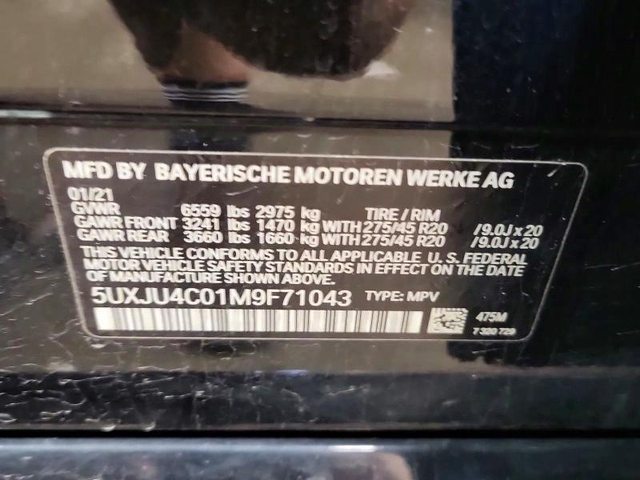 MFD BY BAYERISCHE MOTOREN WERKE AG
01/21
GVWR 6559 lbs 2975 kg TIRE / RIM
GAWR FRONT 3241 lbs 1470 kg WITH 275/45 R20 /9.0J x 20
GAWR REAR 3660 lbs 1660 kg WITH 275/45 R20 /9.0J x 20
THIS VEHICLE CONFORMS TO ALL APPLICABLE U.S. FEDERAL
MOTOR VEHICLE SAFETY STANDARDS IN EFFECT ON THE DATE
OF MANUFACTURE SHOWN ABOVE.
5UXJU4C01M9F71043 TYPE: MPV
475M
7 320 729